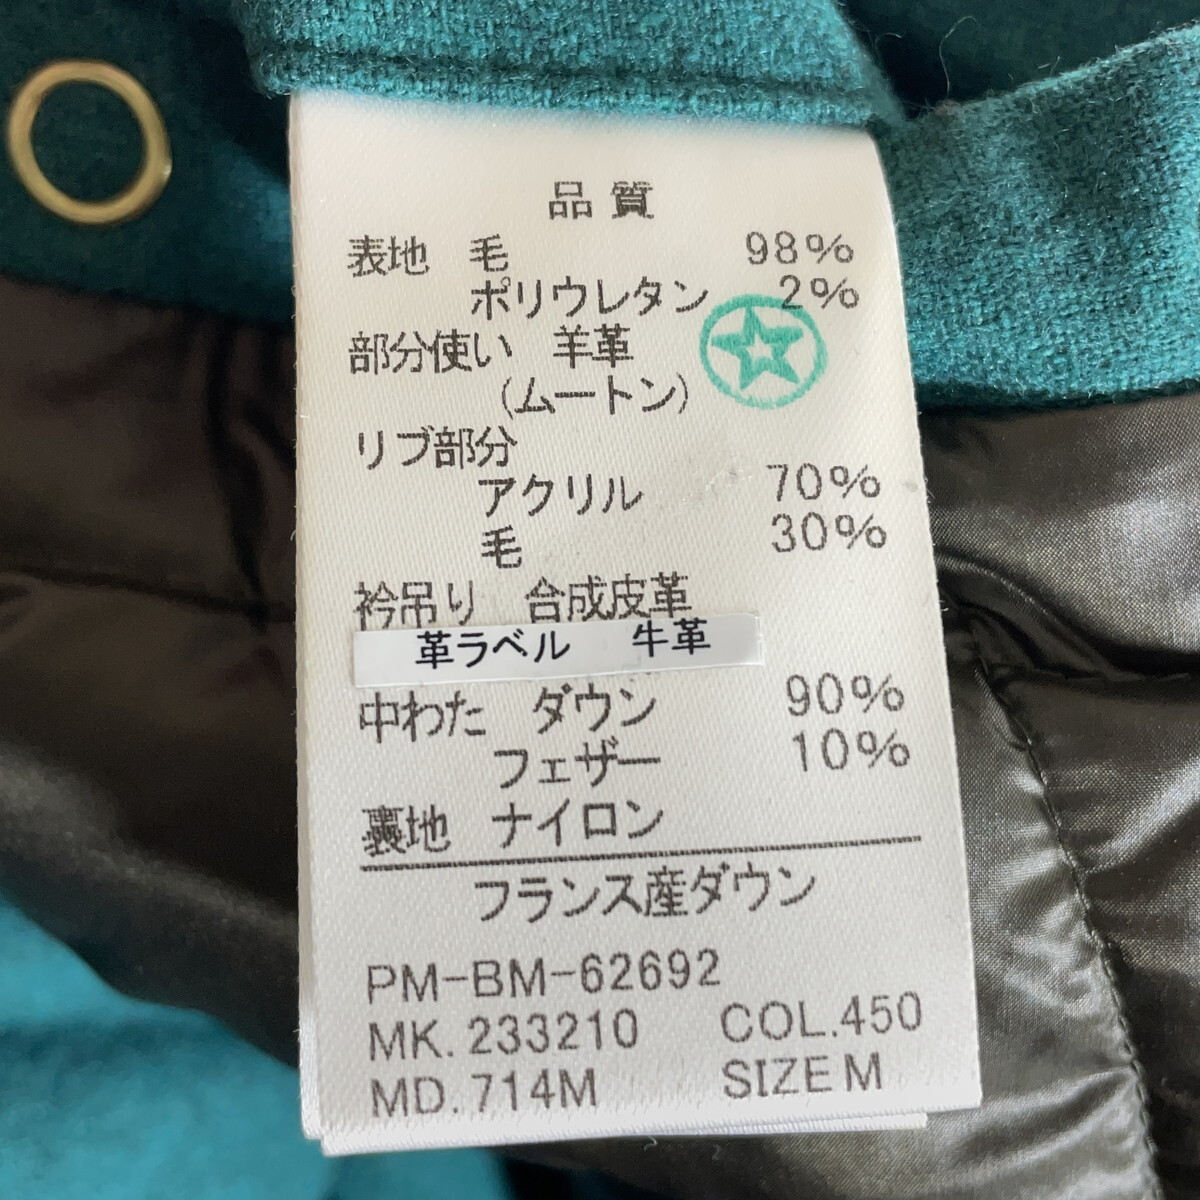 品質
表地 毛 98%
ポリウレタン 2%
部分使い 羊革
(ムートン)
リブ部分
アクリル 70%
毛 30%
衿吊り 合成皮革
革ラベル 牛革
中わた ダウン 90%
フェザー 10%
裏地 ナイロン
フランス産ダウン
PM-BM-62692
MK. 233210 COL.450
MD. 714M SIZE M